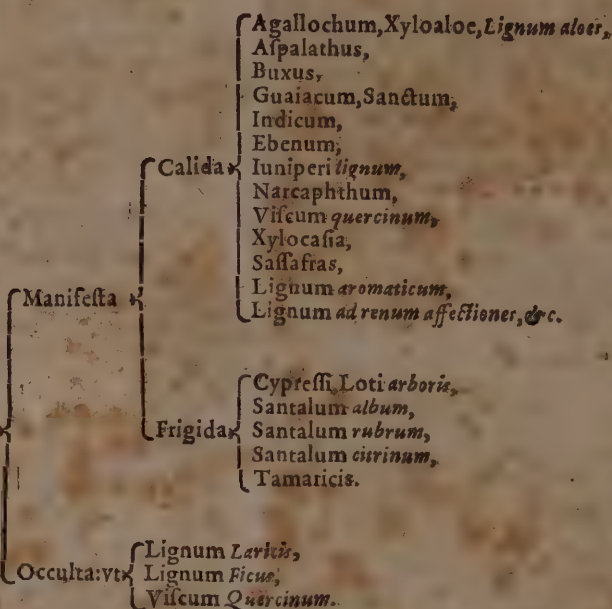 Agallochum, Xyloaloe, Lignum aloes,
Aſpalathus,
Buxus,
Guaiacum, Sanctum,
Indicum,
Ebenum,
Calida
Iuniperi lignum,
Narcaphthum,
Viſcum quercinum,
Xylocaſia,
Saſſafras,
Lignum aromaticum,
Manifeſta
Lignum ad renum affectiones, &c.
Cypreſſi, Loti arboris,
Santalum album,
Frigida
Santalum rubrum,
Santalum citrinum,
Tamaricis.
Lignum Laricis,
Occulta: vt
Lignum Ficus,
Viſcum Quercinum.